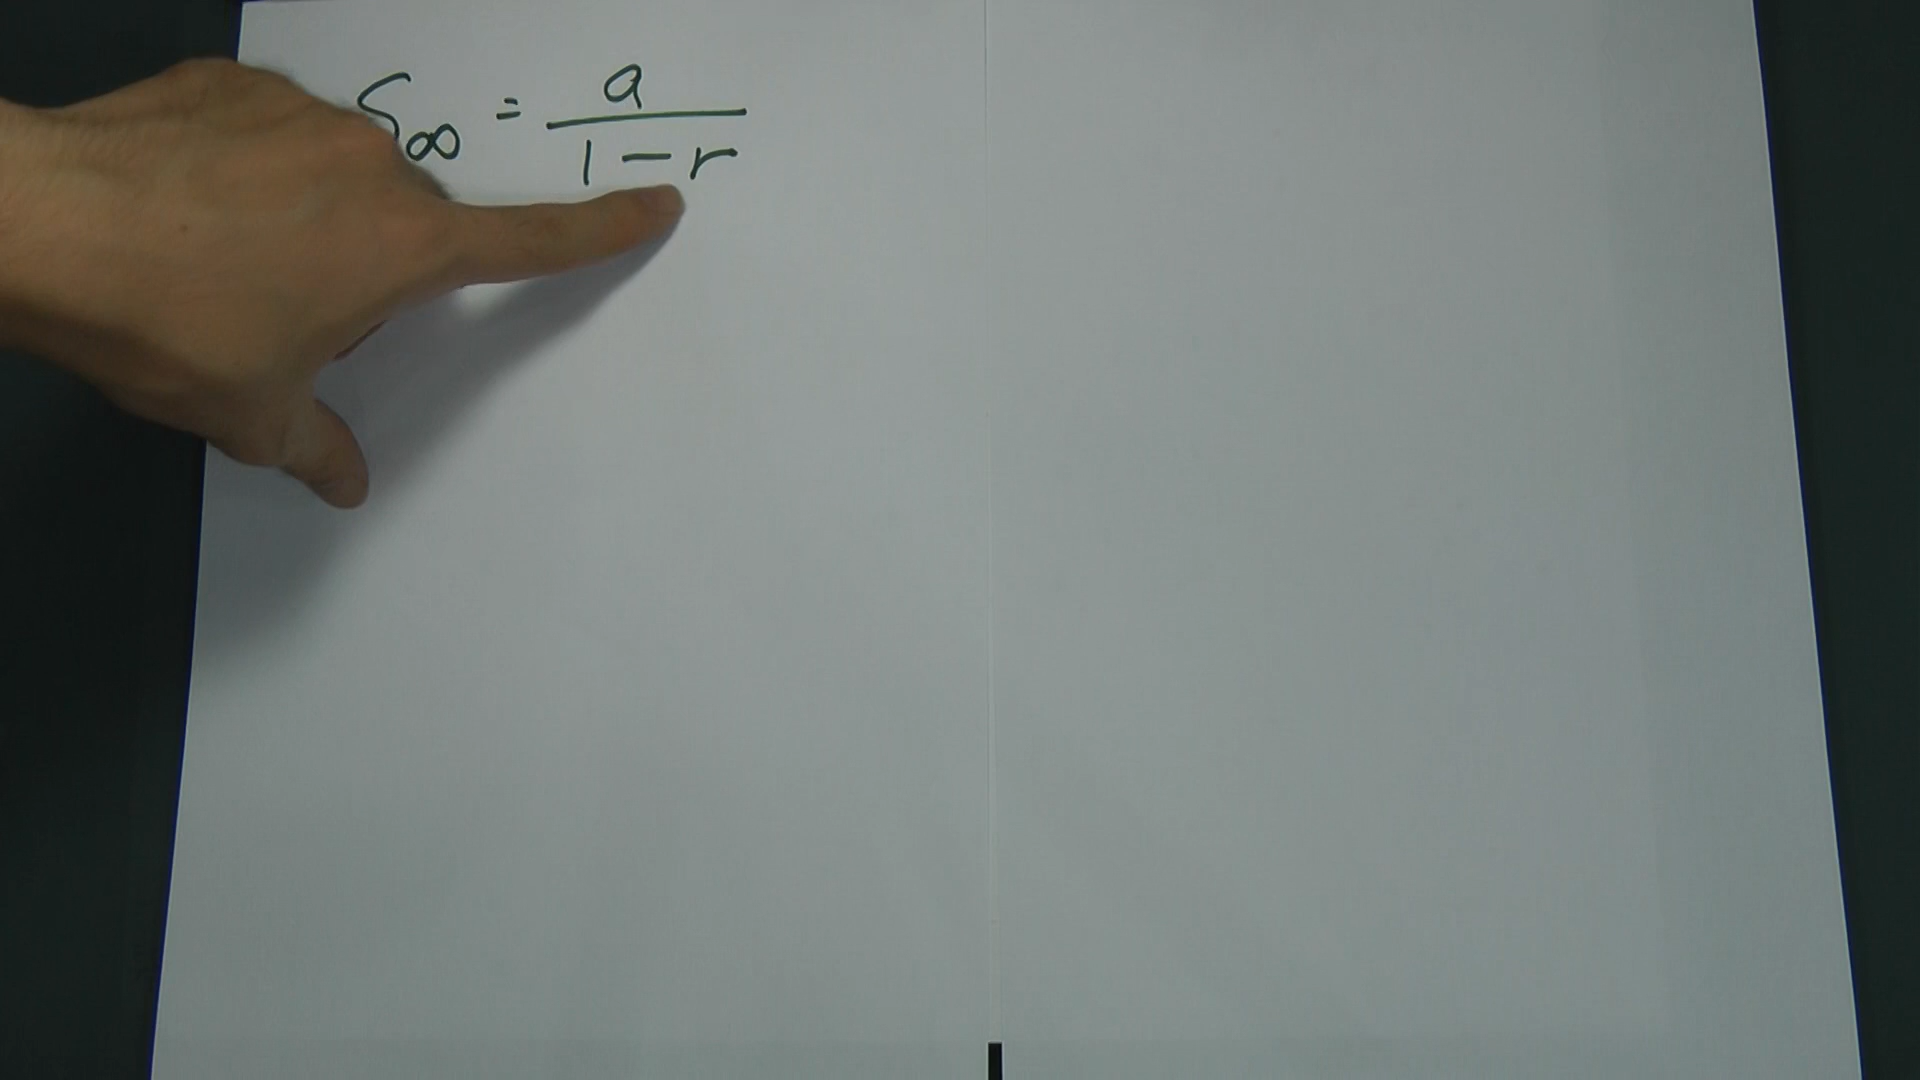 S∞ = a / (1 - r)